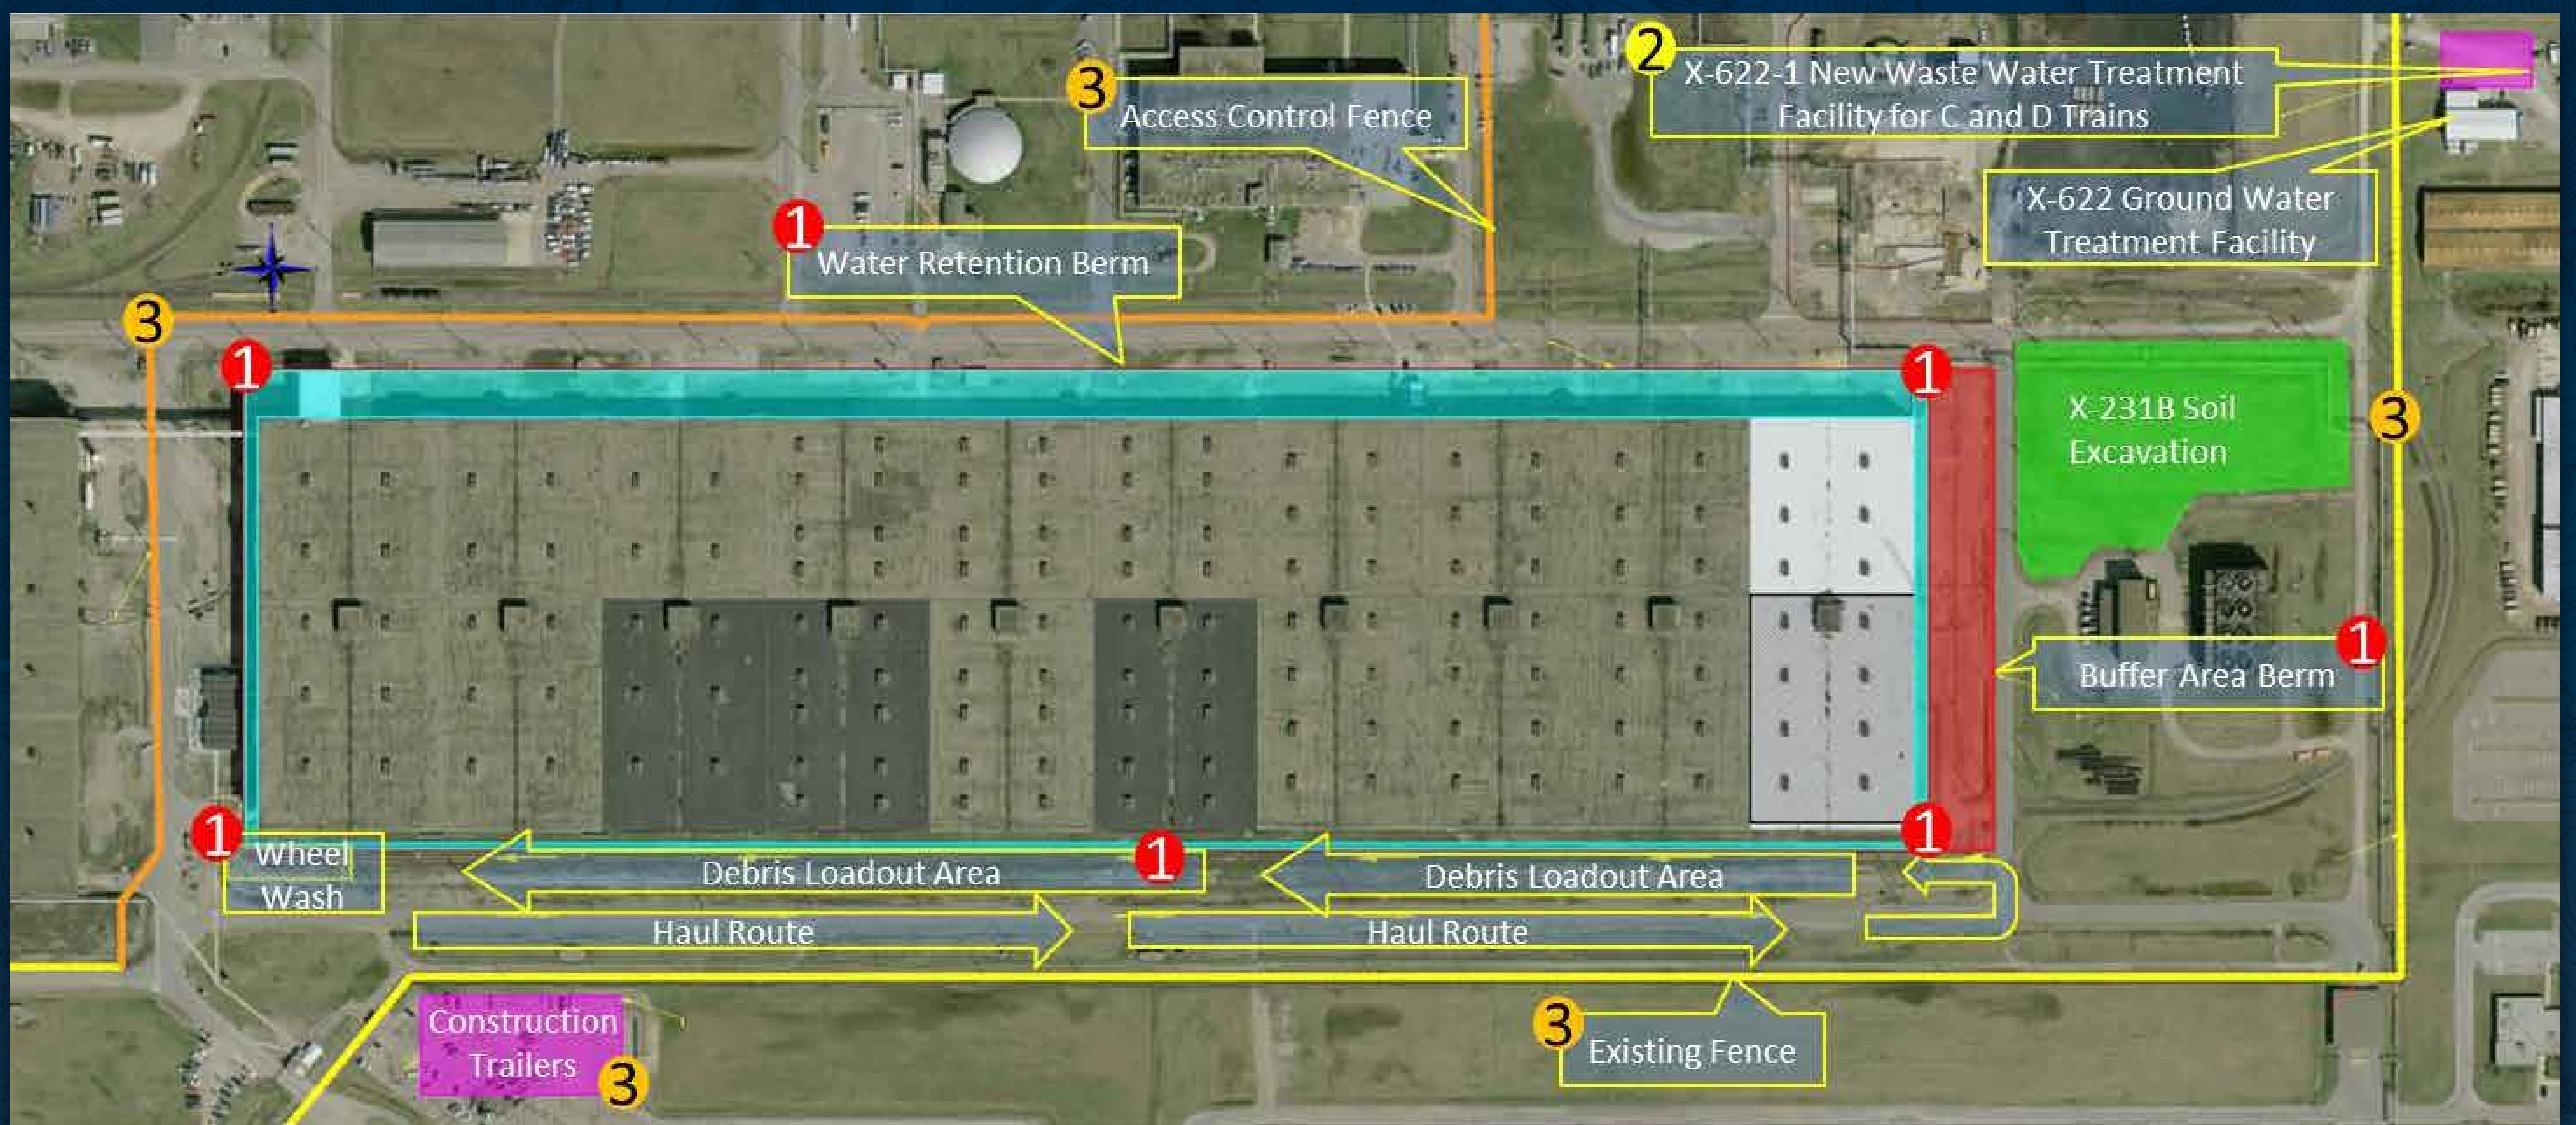 2
X-622-1 New Waste Water Treatment
Facility for C and D Trains
3
Access Control Fence
X-622 Ground Water
Treatment Facility
1
Water Retention Berm
3
1
1
X-231B Soil
Excavation
3
1
Buffer Area Berm
1
Wheel
Wash
Debris Loadout Area
1
Debris Loadout Area
1
Haul Route
Haul Route
Construction
Trailers
3
3
Existing Fence